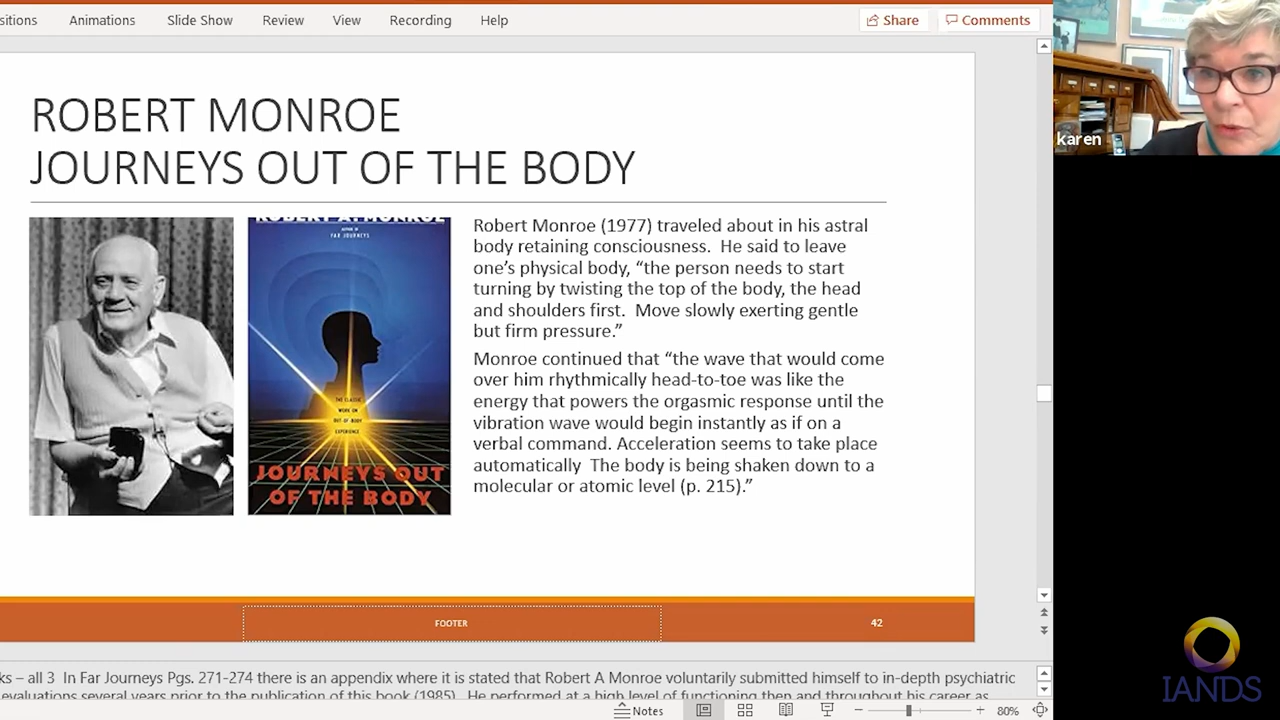 sitions Animations Slide Show Review View Recording Help Share Comments
karen
ROBERT MONROE
JOURNEYS OUT OF THE BODY
ROBERT A. MONROE
AUTHOR OF
FAR JOURNEYS
THE CLASSIC
WORK ON
OUT-OF-BODY
EXPERIENCE
JOURNEYS OUT
OF THE BODY
Robert Monroe (1977) traveled about in his astral
body retaining consciousness.  He said to leave
one's physical body, “the person needs to start
turning by twisting the top of the body, the head
and shoulders first.  Move slowly exerting gentle
but firm pressure.”
Monroe continued that “the wave that would come
over him rhythmically head-to-toe was like the
energy that powers the orgasmic response until the
vibration wave would begin instantly as if on a
verbal command. Acceleration seems to take place
automatically  The body is being shaken down to a
molecular or atomic level (p. 215).”
FOOTER
42
ks – all 3  In Far Journeys Pgs. 271-274 there is an appendix where it is stated that Robert A Monroe voluntarily submitted himself to in-depth psychiatric
evaluations several years prior to the publication of this book (1985).  He performed at a high level of functioning then and throughout his career as
Notes
80%
IANDS